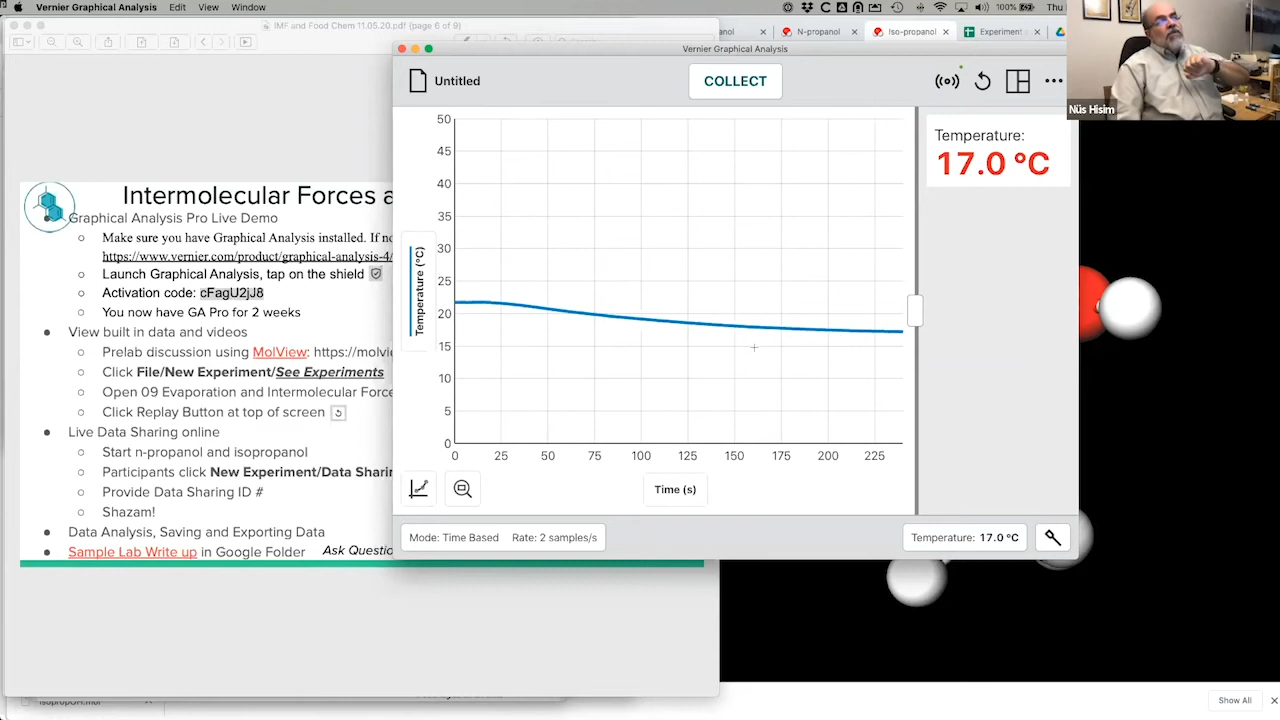 Vernier Graphical Analysis Edit View Window
100% Thu
IMF and Food Chem 11.05.20.pdf (page 6 of 9)
anol N-propanol Iso-propanol Experiment
Vernier Graphical Analysis
Untitled
COLLECT
Nüs Hisim
Temperature:
17.0 °C
50
45
40
35
30
25
20
15
10
5
0
Temperature (°C)
0 25 50 75 100 125 150 175 200 225
Time (s)
Mode: Time Based Rate: 2 samples/s
Temperature: 17.0 °C
Intermolecular Forces a
Graphical Analysis Pro Live Demo
Make sure you have Graphical Analysis installed. If no
https://www.vernier.com/product/graphical-analysis-4/
Launch Graphical Analysis, tap on the shield
Activation code: cFagU2jJ8
You now have GA Pro for 2 weeks
View built in data and videos
Prelab discussion using MolView: https://molvi
Click File/New Experiment/See Experiments
Open 09 Evaporation and Intermolecular Force
Click Replay Button at top of screen
Live Data Sharing online
Start n-propanol and isopropanol
Participants click New Experiment/Data Sharin
Provide Data Sharing ID #
Shazam!
Data Analysis, Saving and Exporting Data
Sample Lab Write up in Google Folder Ask Questio
Show All